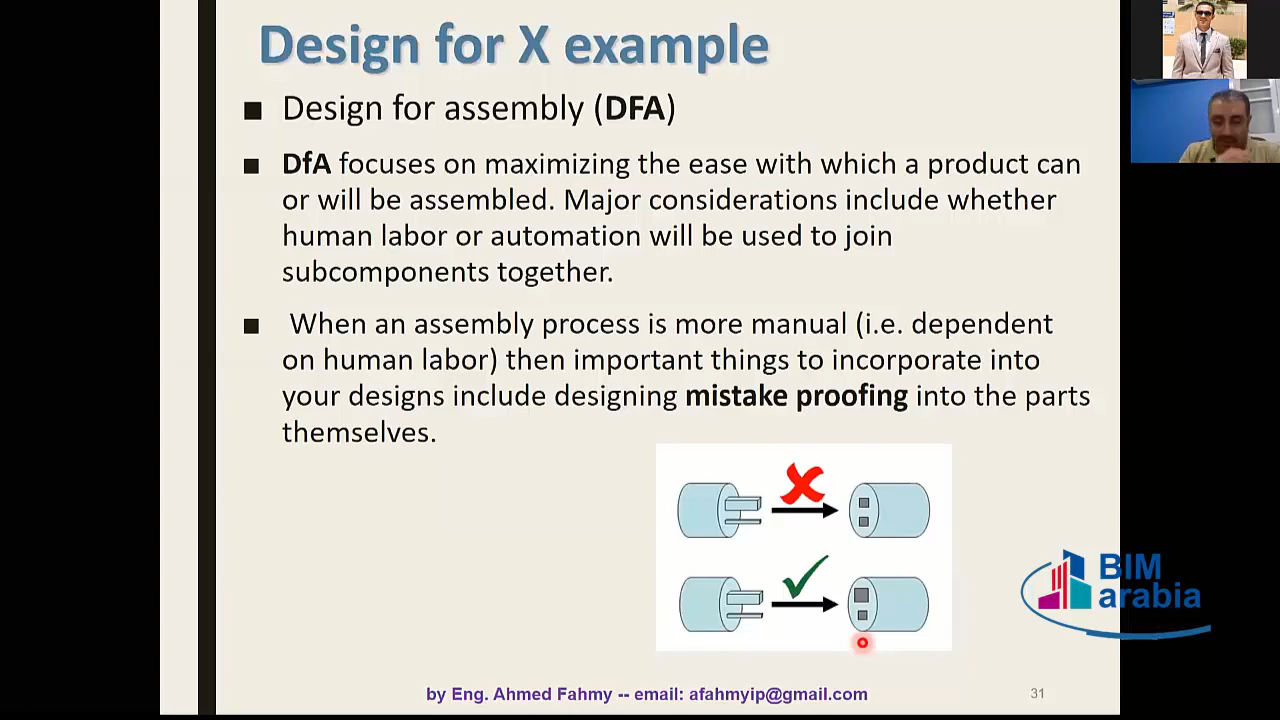 Design for X example
■ Design for assembly (DFA)
■ DfA focuses on maximizing the ease with which a product can
or will be assembled. Major considerations include whether
human labor or automation will be used to join
subcomponents together.
■ When an assembly process is more manual (i.e. dependent
on human labor) then important things to incorporate into
your designs include designing mistake proofing into the parts
themselves.
BIM
arabia
by Eng. Ahmed Fahmy -- email: afahmyip@gmail.com
31